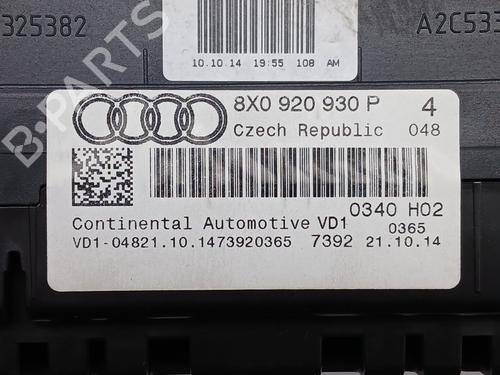 325382
A2C533
10.10.14 19:55 108 AM
8X0 920 930 P 4
Czech Republic 048
0340 H02
Continental Automotive VD1 0365
VD1-04821.10.1473920365 7392 21.10.14
B-PARTS